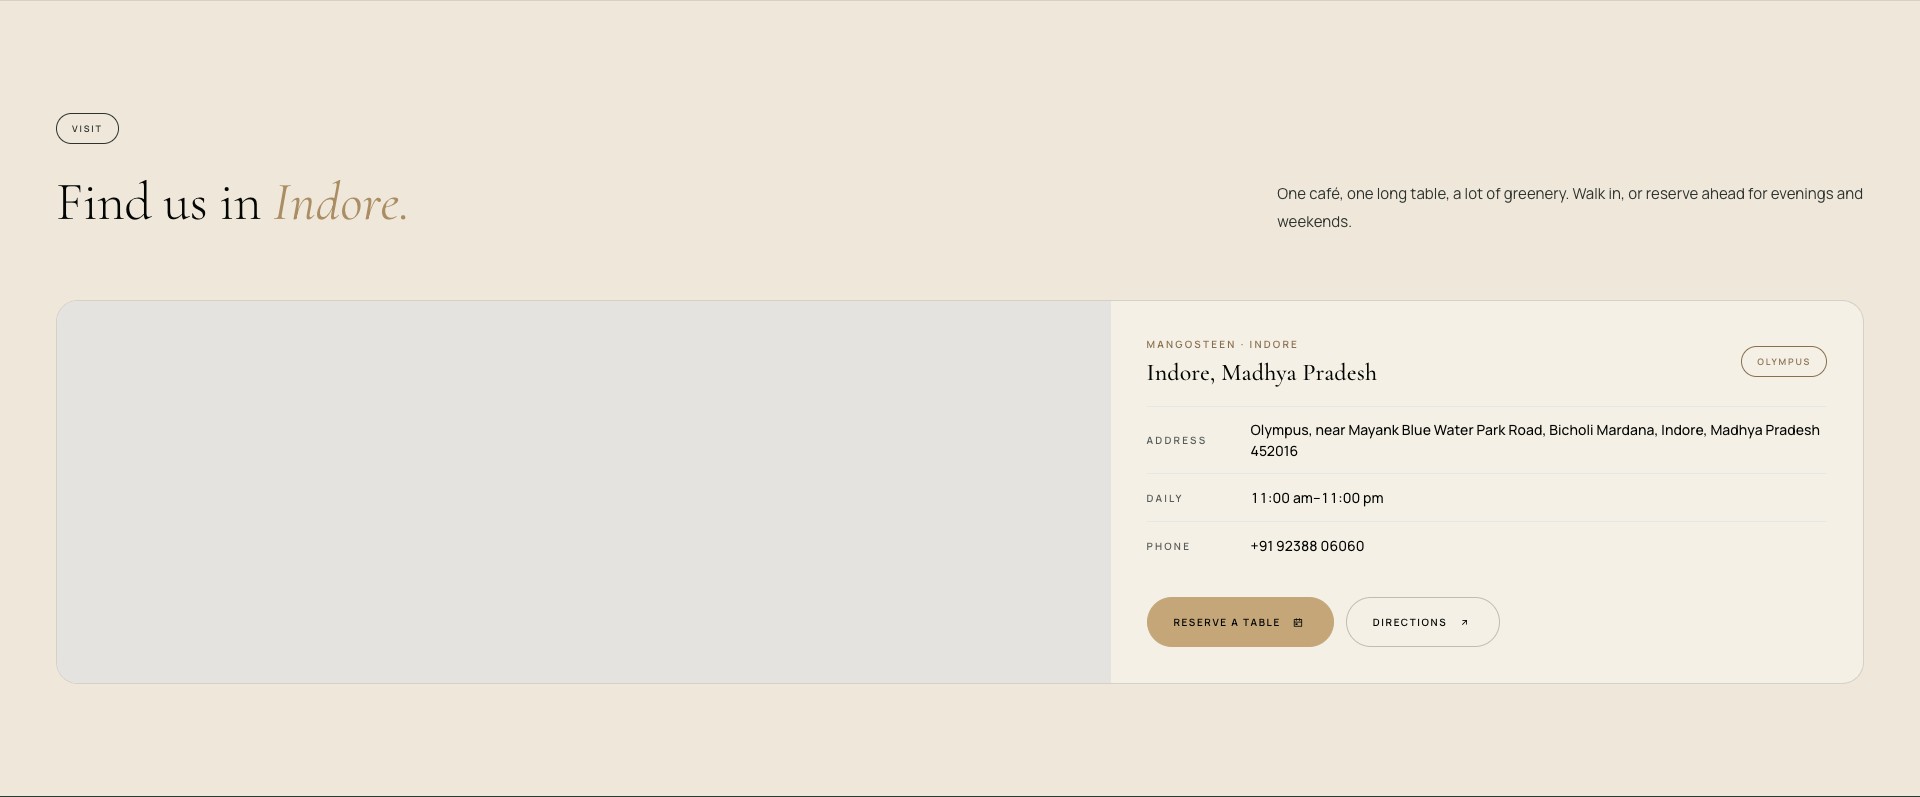 VISIT
Find us in Indore.
One café, one long table, a lot of greenery. Walk in, or reserve ahead for evenings and
weekends.
MANGOSTEEN · INDORE
Indore, Madhya Pradesh
OLYMPUS
ADDRESS
Olympus, near Mayank Blue Water Park Road, Bicholi Mardana, Indore, Madhya Pradesh
452016
DAILY
11:00 am–11:00 pm
PHONE
+91 92388 06060
RESERVE A TABLE
DIRECTIONS